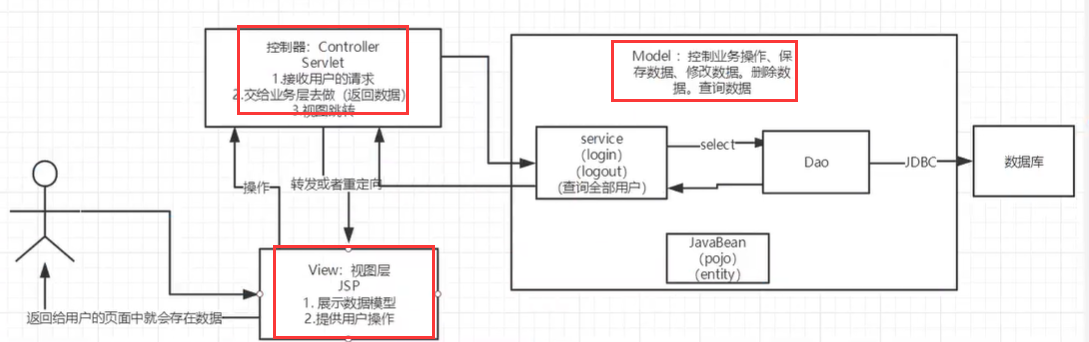 控制器：Controller
Servlet
1.接收用户的请求
2.交给业务层去做（返回数据）
3.视图跳转
Model ：控制业务操作、保
存数据、修改数据。删除数
据。查询数据
service
(login)
(logout)
(查询全部用户)
select
Dao
JDBC
数据库
操作
转发或者重定向
JavaBean
(pojo)
(entity)
View：视图层
JSP
1. 展示数据模型
2.提供用户操作
返回给用户的页面中就会存在数据